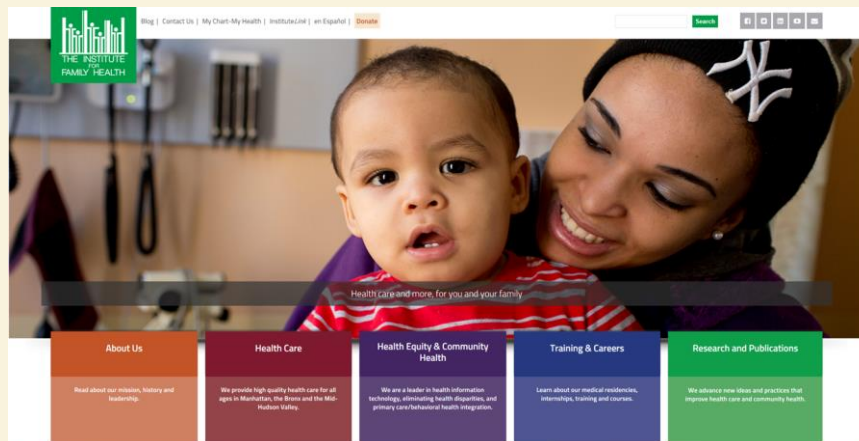 THE INSTITUTE
FOR
FAMILY HEALTH
Blog | Contact Us | My Chart-My Health | InstituteLink | en Español | Donate
Search
Health care and more, for you and your family
About Us
Read about our mission, history and
leadership.
Health Care
We provide high quality health care for all
ages in Manhattan, the Bronx and the Mid-
Hudson Valley.
Health Equity & Community
Health
We are a leader in health information
technology, eliminating health disparities, and
primary care/behavioral health integration.
Training & Careers
Learn about our medical residencies,
internships, training and courses.
Research and Publications
We advance new ideas and practices that
improve health care and community health.